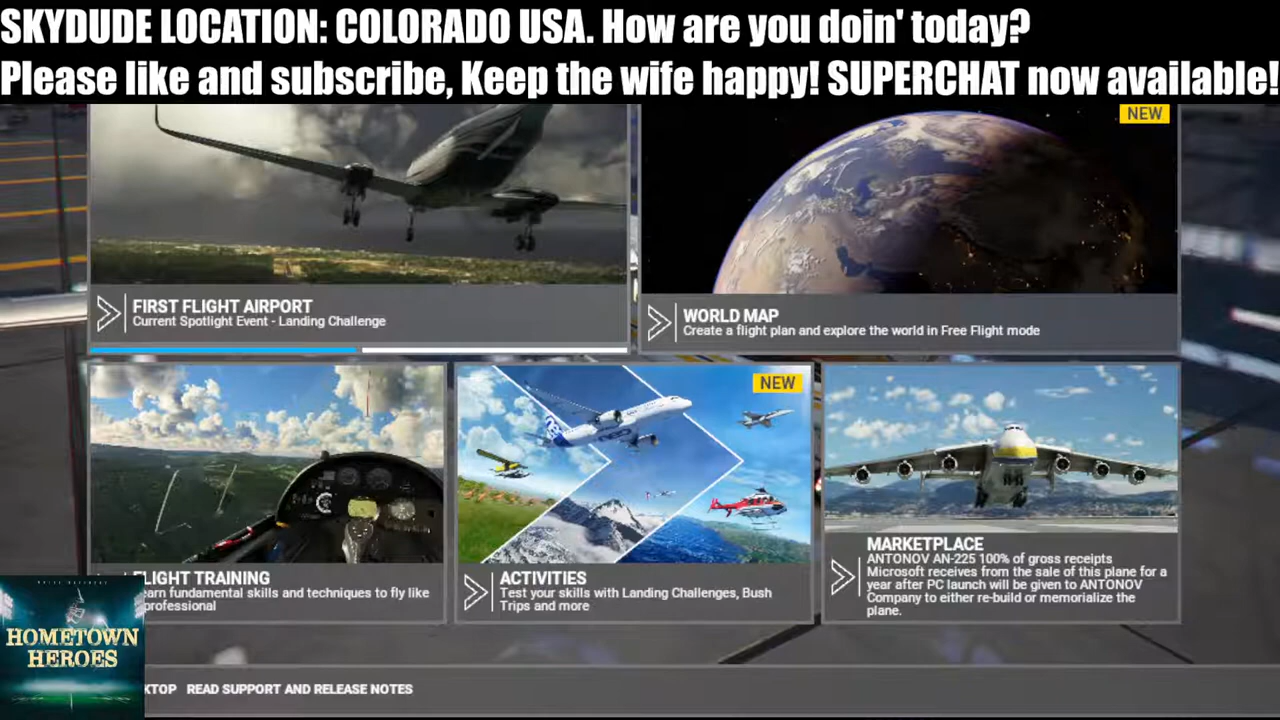 SKYDUDE LOCATION: COLORADO USA. How are you doin' today?
Please like and subscribe, Keep the wife happy! SUPERCHAT now available!
NEW
FIRST FLIGHT AIRPORT
Current Spotlight Event - Landing Challenge
WORLD MAP
Create a flight plan and explore the world in Free Flight mode
NEW
FLIGHT TRAINING
earn fundamental skills and techniques to fly like
professional
ACTIVITIES
Test your skills with Landing Challenges, Bush
Trips and more
MARKETPLACE
ANTONOV AN-225 100% of gross receipts
Microsoft receives from the sale of this plane for a
year after PC launch will be given to ANTONOV
Company to either re-build or memorialize the
plane.
HOMETOWN
HEROES
KTOP READ SUPPORT AND RELEASE NOTES